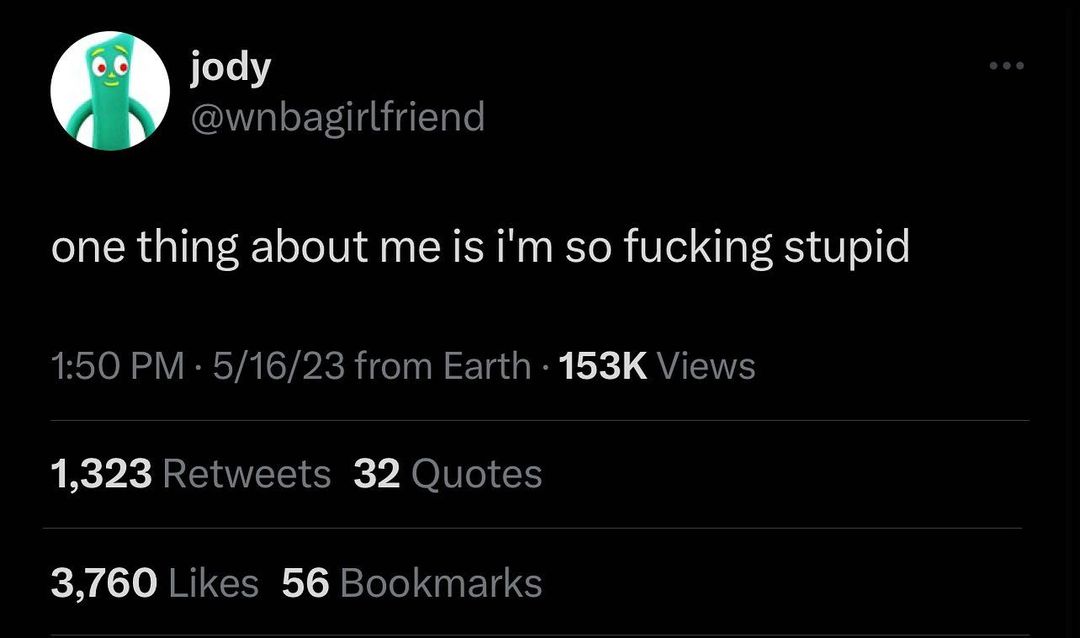 jody
@wnbagirlfriend
one thing about me is i'm so fucking stupid
1:50 PM · 5/16/23 from Earth · 153K Views
1,323 Retweets 32 Quotes
3,760 Likes 56 Bookmarks